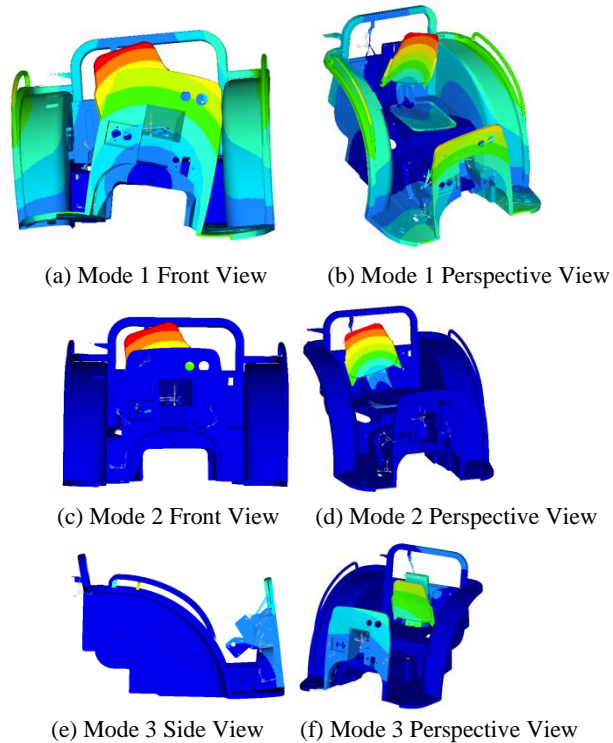 (a) Mode 1 Front View (b) Mode 1 Perspective View
(c) Mode 2 Front View (d) Mode 2 Perspective View
(e) Mode 3 Side View (f) Mode 3 Perspective View